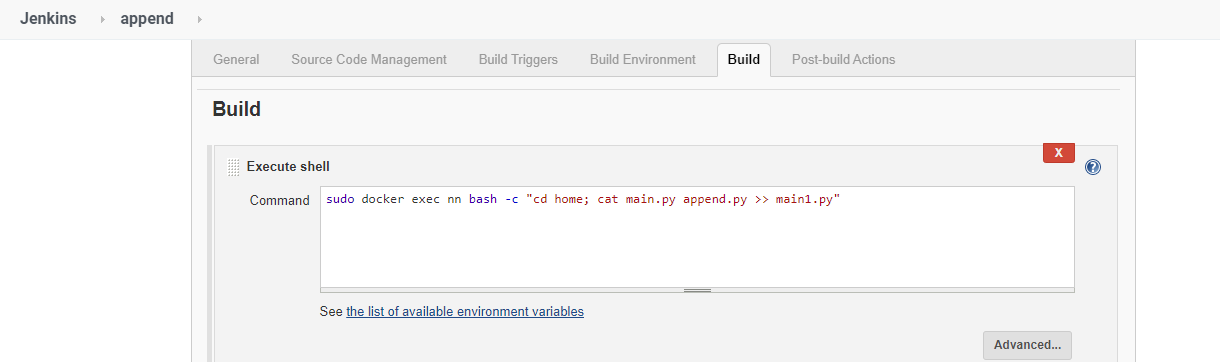 Jenkins append
General Source Code Management Build Triggers Build Environment Build Post-build Actions
Build
X
Execute shell ?
Command sudo docker exec nn bash -c "cd home; cat main.py append.py >> main1.py"
See the list of available environment variables
Advanced...